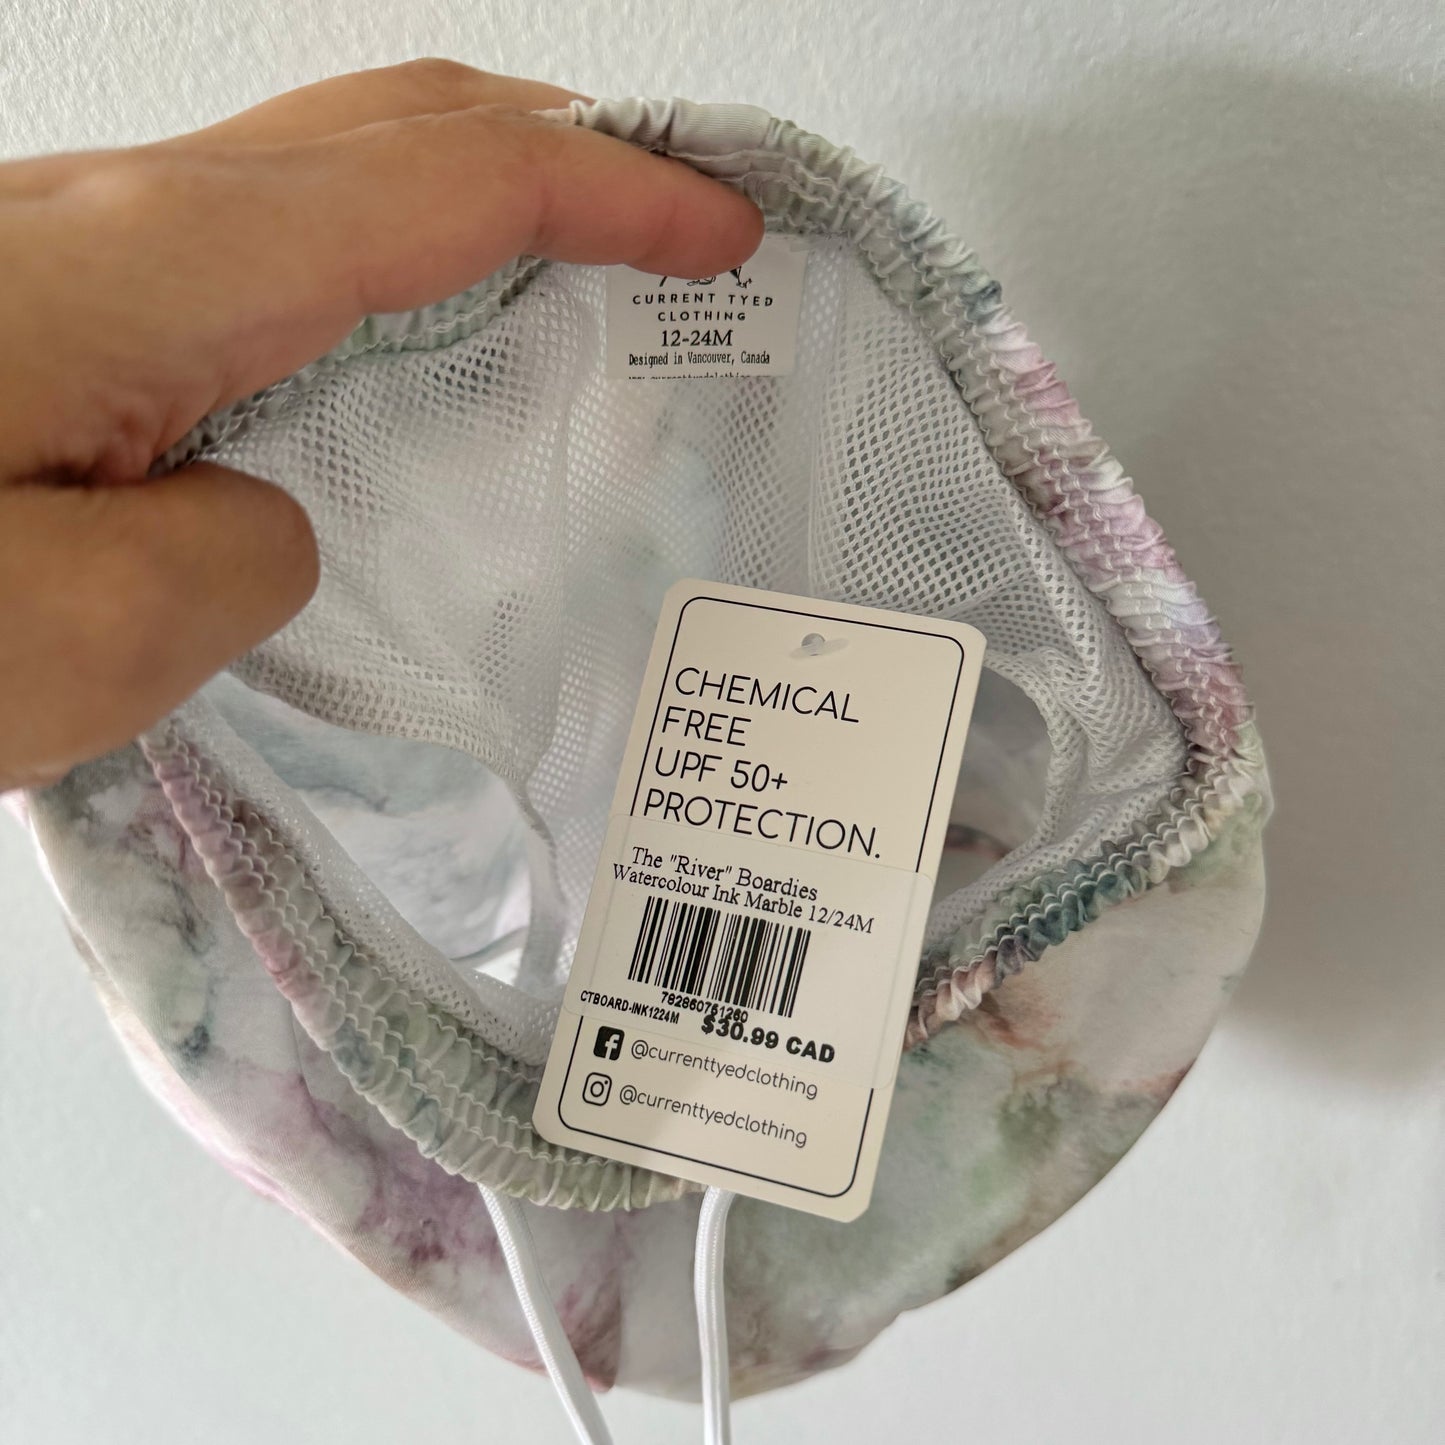 CURRENT TYED
CLOTHING
12-24M
Designed in Vancouver, Canada
CHEMICAL
FREE
UPF 50+
PROTECTION.
The "River" Boardies
Watercolour Ink Marble 12/24M
792860761260
CTBOARD-INK1224M
$30.99 CAD
@currenttyedclothing
@currenttyedclothing